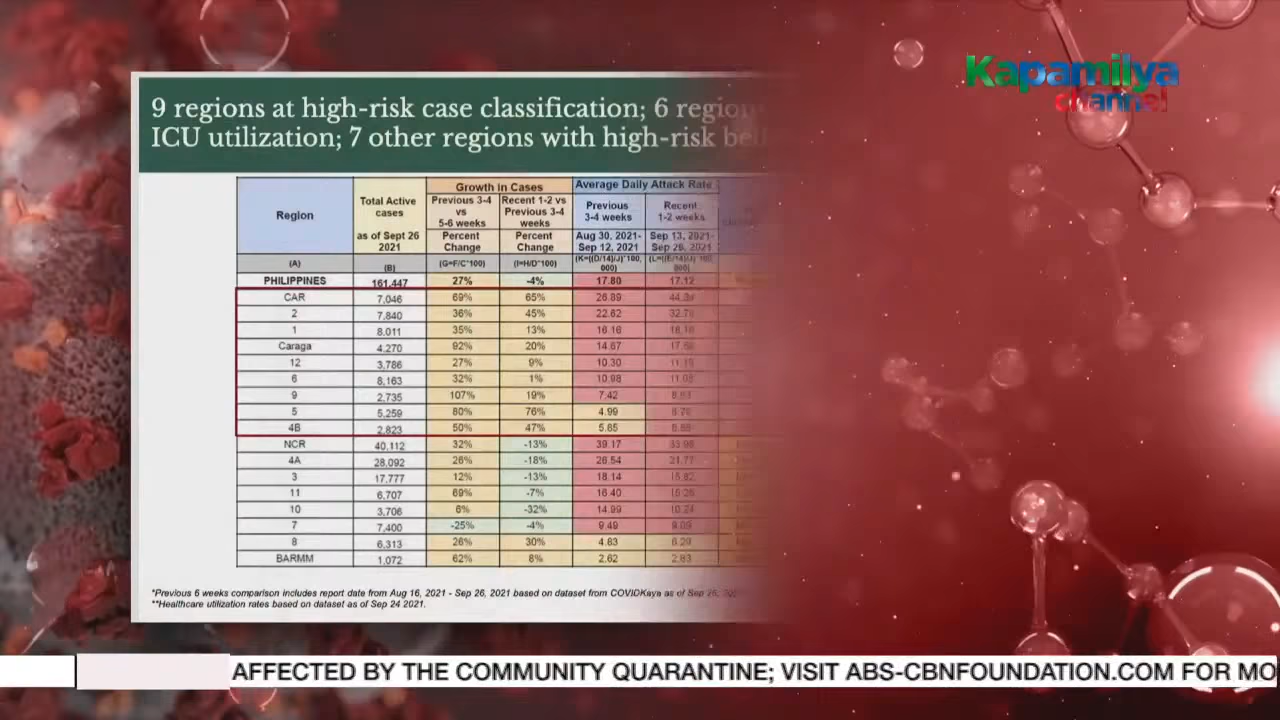 Kapamilya
channel
9 regions at high-risk case classification; 6
ICU utilization; 7 other regions with high-risk
Region
Total Active cases as of Sept 26 2021
Growth in Cases
Average Daily Attack Rate
Previous 3-4 vs 5-6 weeks
Recent 1-2 vs Previous 3-4 weeks
Previous 3-4 weeks
Recent 1-2 weeks
Percent Change
Percent Change
Aug 30, 2021- Sep 12, 2021
Sep 13, 2021- Sep 26, 2021
(A) (B) (G=F/C*100) (I=H/D*100)
PHILIPPINES 161,447 27% -4% 17.80 17.12
CAR 7,046 69% 65% 26.89
2 7,840 36% 45% 22.62
1 8,011 35% 13% 16.16
Caraga 4,270 92% 20% 14.67
12 3,786 27% 9% 10.30
6 8,163 32% 1% 10.98
9 2,735 107% 19% 7.42
5 5,259 80% 76% 4.99
4B 2,823 50% 47% 5.85
NCR 40,112 32% -13% 39.17
4A 28,092 26% -18% 26.54 21.77
3 17,777 12% -13% 18.14
11 6,707 69% -7% 16.40
10 3,706 6% -32% 14.99
7 7,400 -25% -4% 9.49
8 6,313 26% 30% 4.83 6.29
BARMM 1,072 62% 8% 2.62 2.83
*Previous 6 weeks comparison includes report date from Aug 16, 2021 - Sep 26, 2021 based on dataset from COVIDKaya as of Sep 26,
**Healthcare utilization rates based on dataset as of Sep 24 2021.
AFFECTED BY THE COMMUNITY QUARANTINE; VISIT ABS-CBNFOUNDATION.COM FOR MO